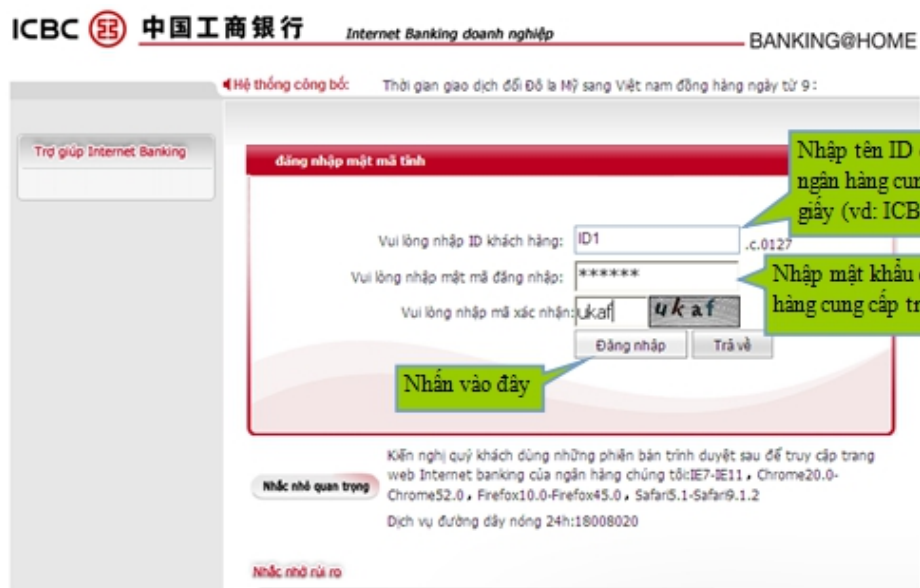 ICBC 中国工商银行 Internet Banking doanh nghiệp
BANKING@HOME
Hệ thống công bố: Thời gian giao dịch đổi Đô la Mỹ sang Việt nam đồng hàng ngày từ 9:
Trợ giúp Internet Banking
đăng nhập mật mã tĩnh
Nhập tên ID
ngân hàng
giấy (vd: ICB
Vui lòng nhập ID khách hàng: ID1 .c.0127
Vui lòng nhập mật mã đăng nhập: ******
Nhập mật khẩu
hàng cung cấp
Vui lòng nhập mã xác nhận: ukaf ukaf
Đăng nhập Trả về
Nhấn vào đây
Kiến nghị quý khách dùng những phiên bản trình duyệt sau để truy cập trang
web Internet banking của ngân hàng chúng tôi:IE7-IE11, Chrome20.0-
Nhắc nhở quan trọng
Chrome52.0, Firefox10.0-Firefox45.0, Safari5.1-Safari9.1.2
Dịch vụ đường dây nóng 24h:18008020
Nhắc nhở rủi ro